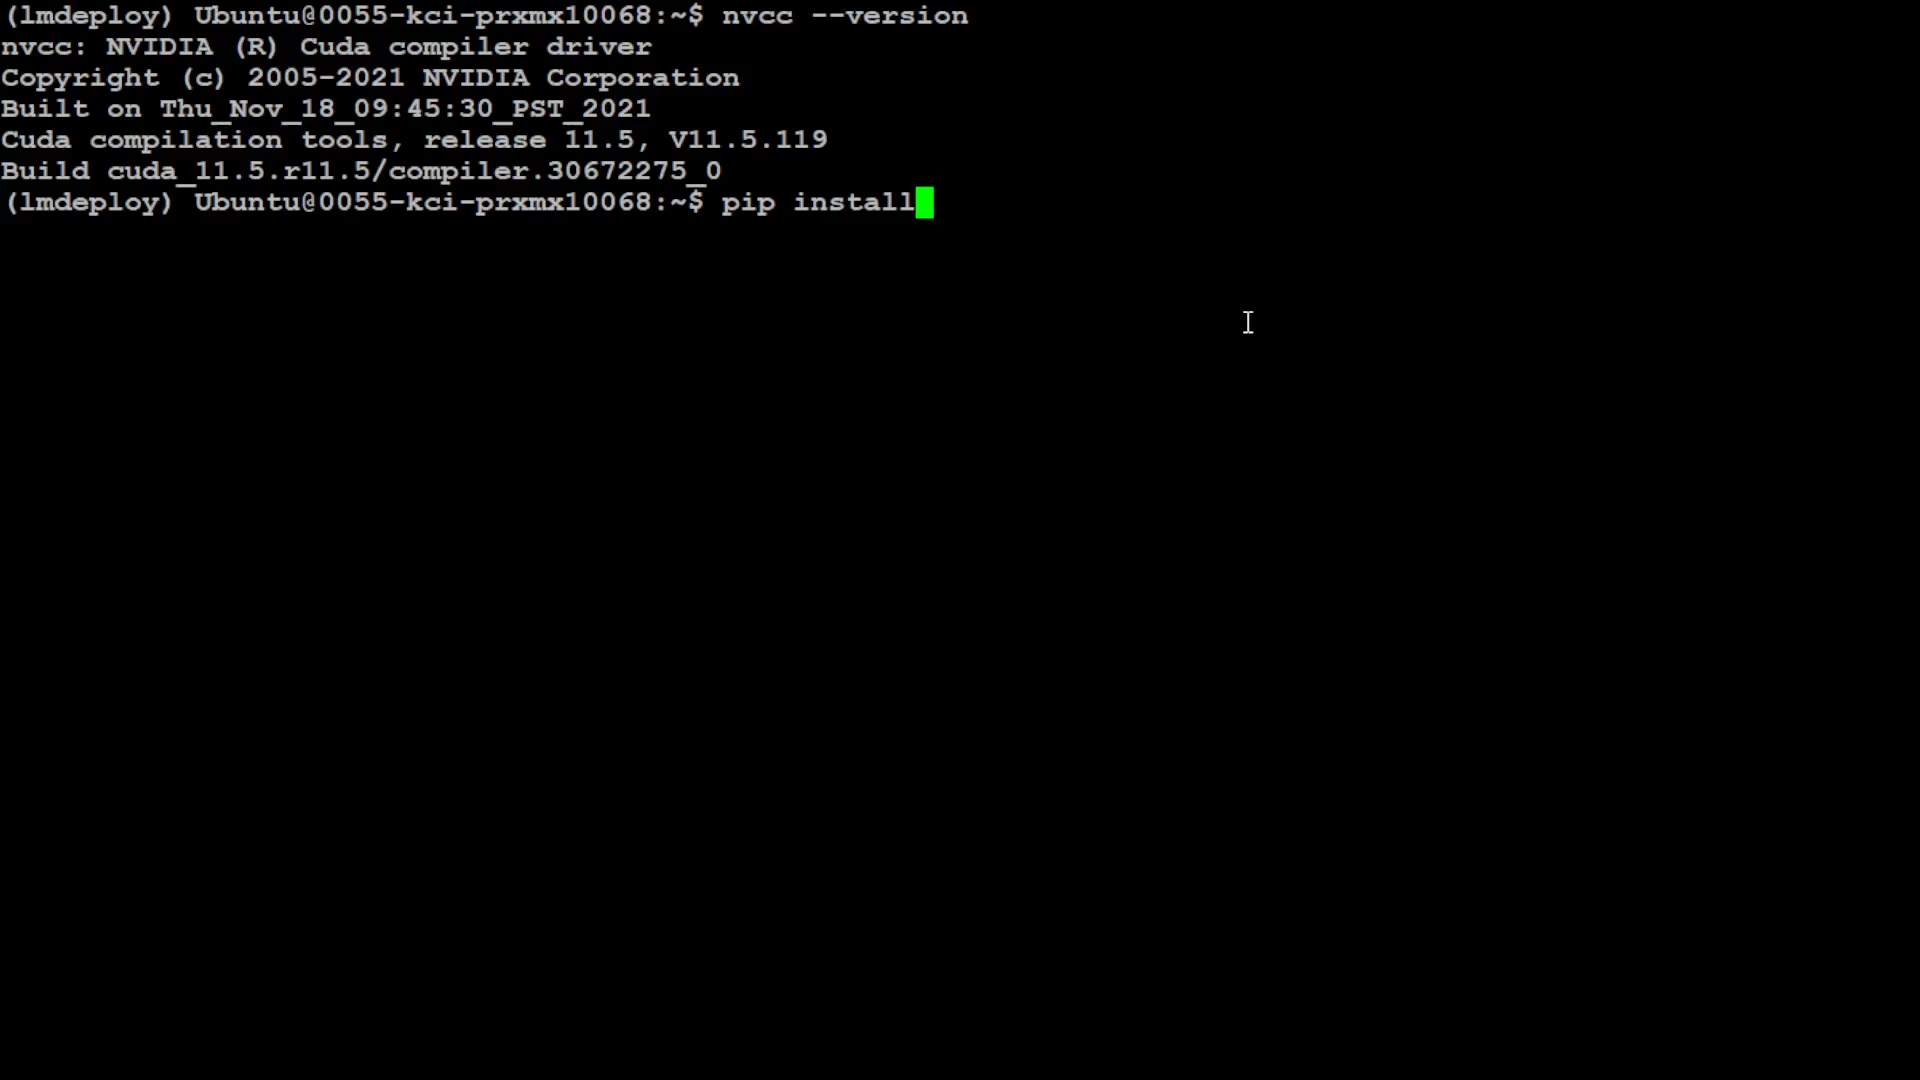 (lmdeploy) Ubuntu@0055-kci-prxmx10068:~$ nvcc --version
nvcc: NVIDIA (R) Cuda compiler driver
Copyright (c) 2005-2021 NVIDIA Corporation
Built on Thu_Nov_18_09:45:30_PST_2021
Cuda compilation tools, release 11.5, V11.5.119
Build cuda_11.5.r11.5/compiler.30672275_0
(lmdeploy) Ubuntu@0055-kci-prxmx10068:~$ pip install